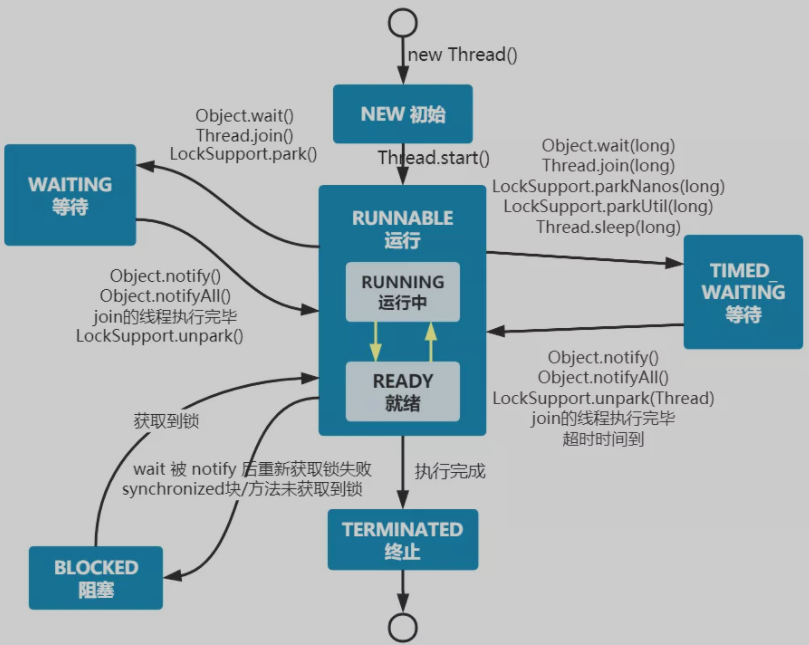 new Thread()
NEW 初始
Thread.start()
Object.wait()
Thread.join()
LockSupport.park()
WAITING
等待
Object.notify()
Object.notifyAll()
join的线程执行完毕
LockSupport.unpark()
RUNNABLE
运行
RUNNING
运行中
READY
就绪
Object.wait(long)
Thread.join(long)
LockSupport.parkNanos(long)
LockSupport.parkUtil(long)
Thread.sleep(long)
TIMED_
WAITING
等待
Object.notify()
Object.notifyAll()
LockSupport.unpark(Thread)
join的线程执行完毕
超时时间到
获取到锁
wait 被 notify 后重新获取锁失败
synchronized块/方法未获取到锁
BLOCKED
阻塞
执行完成
TERMINATED
终止